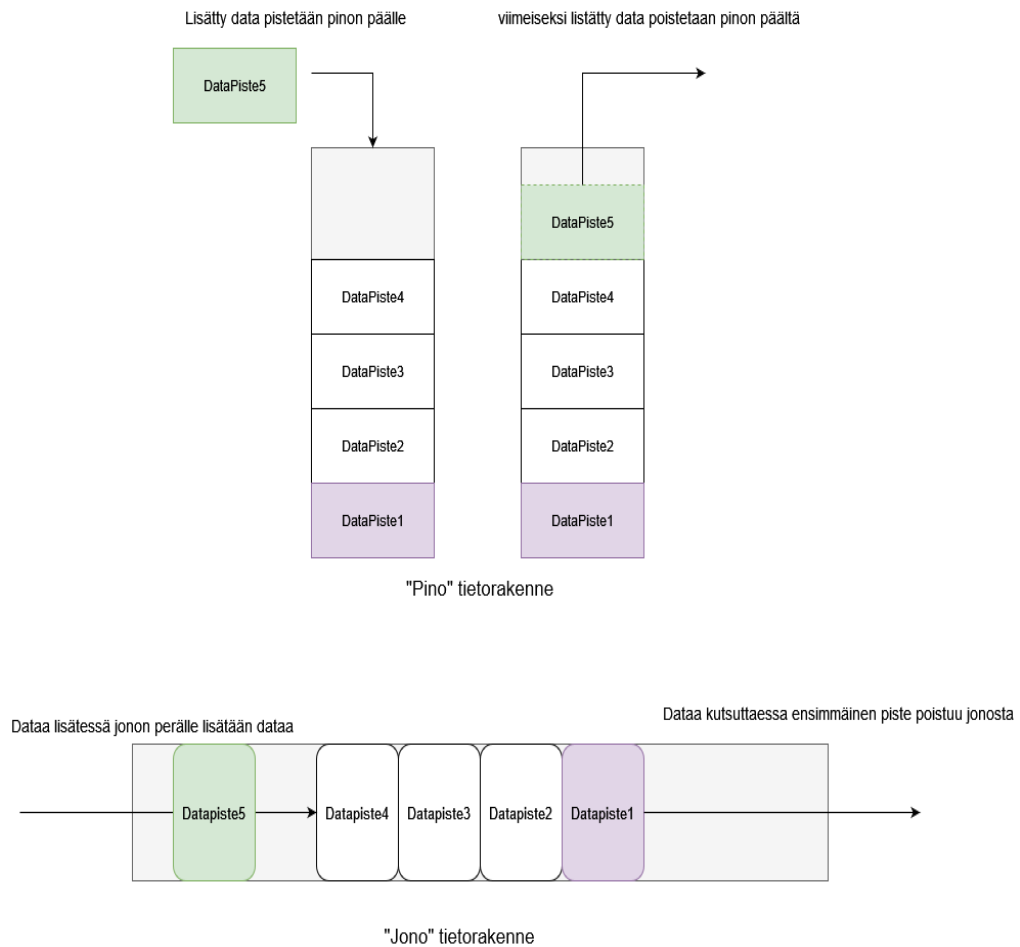 Lisätty data pistetään pinon päälle
viimeiseksi listätty data poistetaan pinon päältä
DataPiste5
DataPiste5
DataPiste4
DataPiste4
DataPiste3
DataPiste3
DataPiste2
DataPiste2
DataPiste1
DataPiste1
"Pino" tietorakenne
Dataa lisätessä jonon perälle lisätään dataa
Dataa kutsuttaessa ensimmäinen piste poistuu jonosta
Datapiste5
Datapiste4
Datapiste3
Datapiste2
Datapiste1
"Jono" tietorakenne